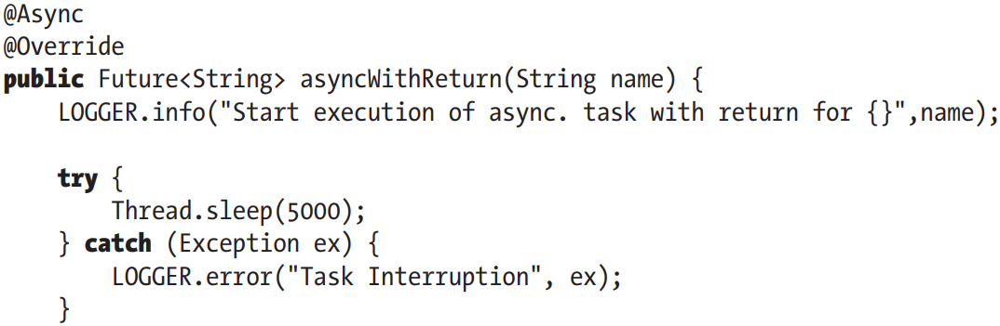 @Async
@Override
public Future<String> asyncWithReturn(String name) {
    LOGGER.info("Start execution of async. task with return for {}",name);

    try {
        Thread.sleep(5000);
    } catch (Exception ex) {
        LOGGER.error("Task Interruption", ex);
    }